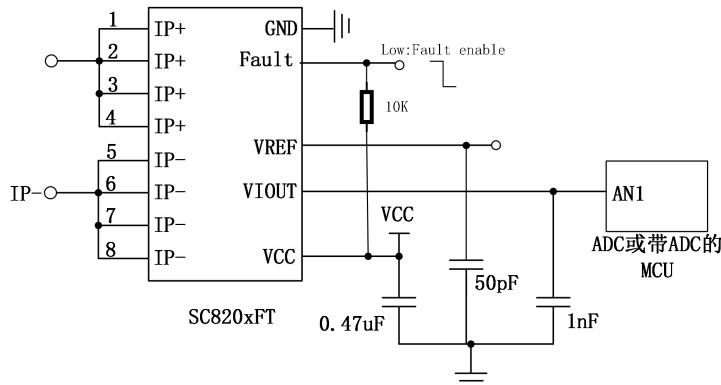 1
IP+
GND
2
IP+
Fault
Low:Fault enable
3
IP+
10K
4
IP+
5
IP-
VREF
IP-
6
IP-
VIOUT
AN1
7
IP-
VCC
ADC或带ADC的
MCU
8
IP-
VCC
50pF
SC820xFT
0.47uF
1nF